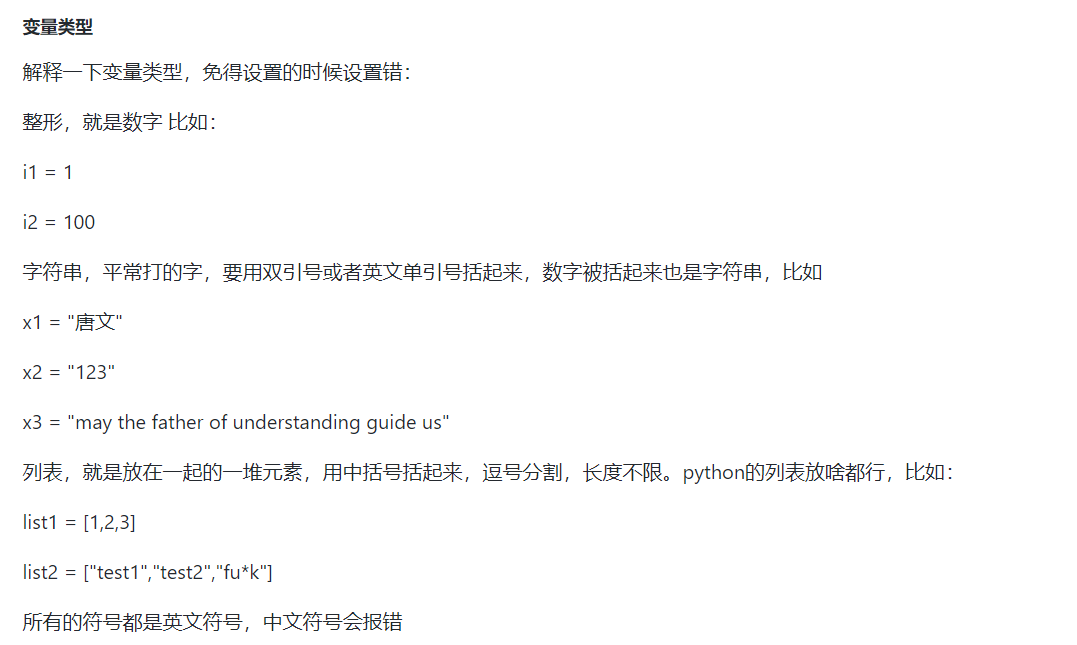 变量类型
解释一下变量类型，免得设置的时候设置错：
整形，就是数字 比如：
i1 = 1
i2 = 100
字符串，平常打的字，要用双引号或者英文单引号括起来，数字被括起来也是字符串，比如
x1 = "唐文"
x2 = "123"
x3 = "may the father of understanding guide us"
列表，就是放在一起的一堆元素，用中括号括起来，逗号分割，长度不限。python的列表放啥都行，比如：
list1 = [1,2,3]
list2 = ["test1","test2","fu*k"]
所有的符号都是英文符号，中文符号会报错